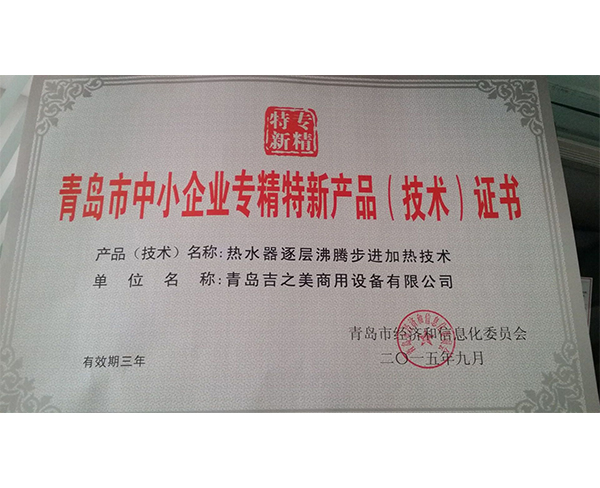 专精
特新
青岛市中小企业专精特新产品（技术）证书
产品（技术）名称：热水器逐层沸腾步进加热技术
单位名称：青岛吉之美商用设备有限公司
青岛市经济和信息化委员会
有效期三年
二〇一五年九月